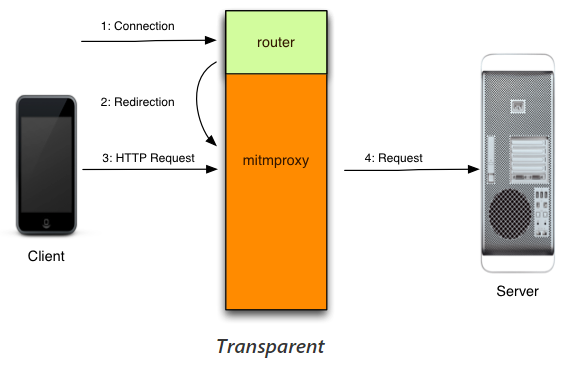 1: Connection
router
2: Redirection
3: HTTP Request
mitmproxy
4: Request
Client
Server
Transparent